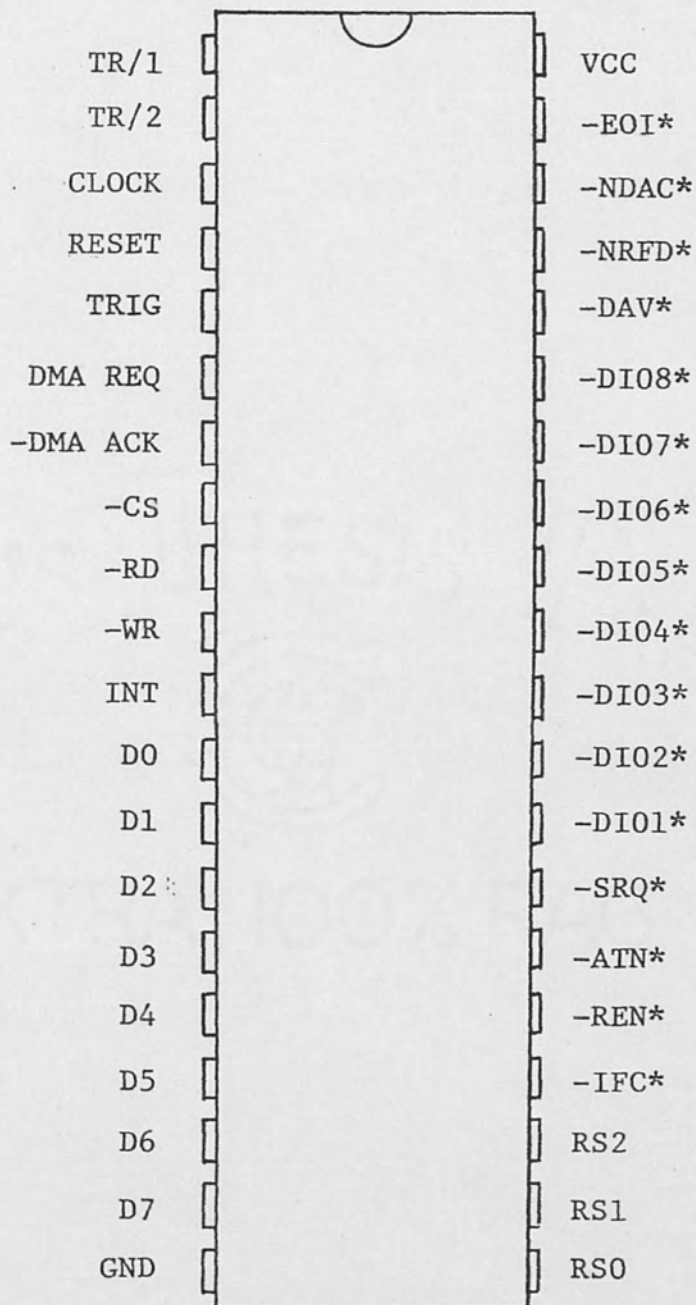 TR/1 VCC
TR/2 -EOI*
CLOCK -NDAC*
RESET -NRFD*
TRIG -DAV*
DMA REQ -DIO8*
-DMA ACK -DIO7*
-CS -DIO6*
-RD -DIO5*
-WR -DIO4*
INT -DIO3*
D0 -DIO2*
D1 -DIO1*
D2 -SRQ*
D3 -ATN*
D4 -REN*
D5 -IFC*
D6 RS2
D7 RS1
GND RS0